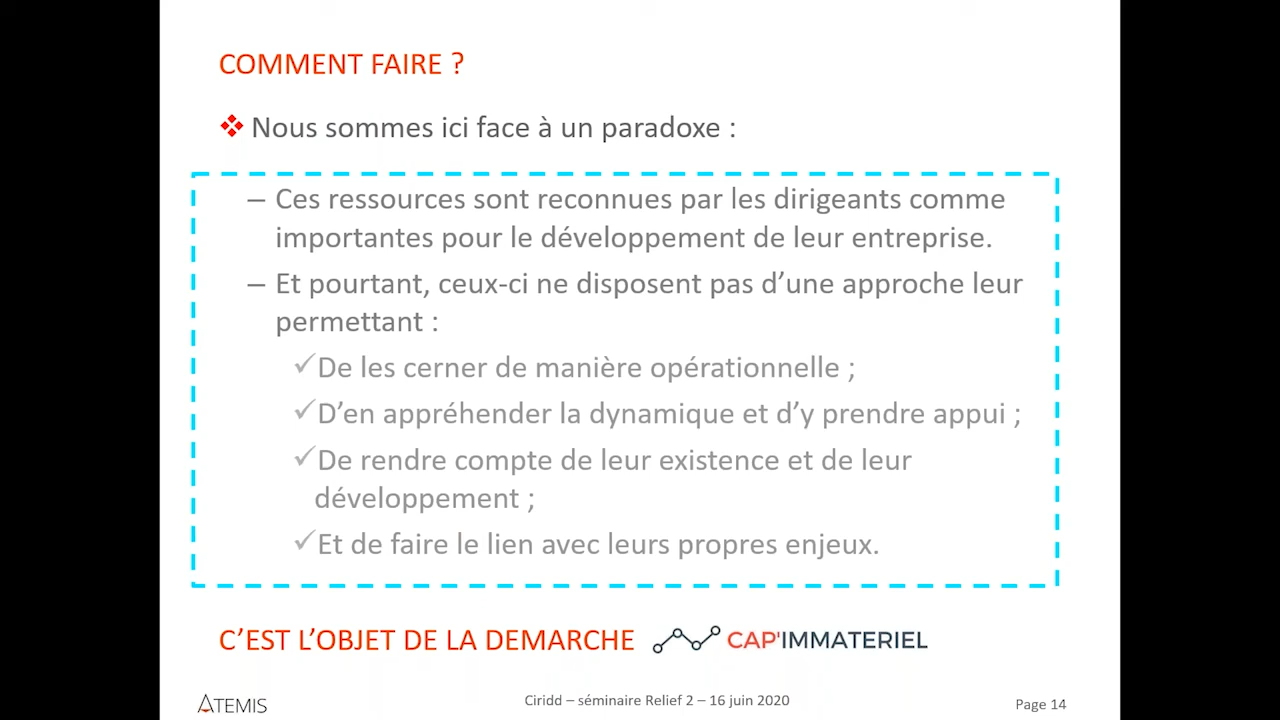 COMMENT FAIRE ?
❖ Nous sommes ici face à un paradoxe :
– Ces ressources sont reconnues par les dirigeants comme
importantes pour le développement de leur entreprise.
– Et pourtant, ceux-ci ne disposent pas d’une approche leur
permettant :
✓De les cerner de manière opérationnelle ;
✓D’en appréhender la dynamique et d’y prendre appui ;
✓De rendre compte de leur existence et de leur
développement ;
✓Et de faire le lien avec leurs propres enjeux.
C’EST L’OBJET DE LA DEMARCHE CAP'IMMATERIEL
ATEMIS
Ciridd – séminaire Relief 2 – 16 juin 2020
Page 14